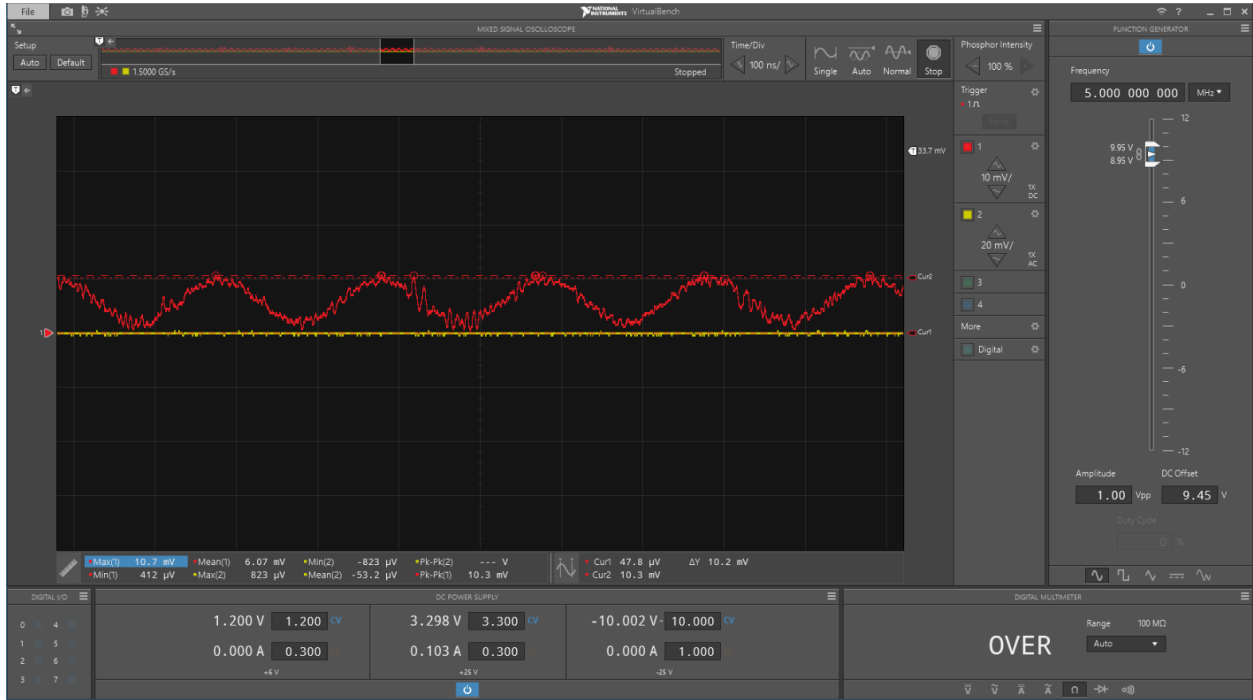 File
NATIONAL INSTRUMENTS VirtualBench
?
MIXED SIGNAL OSCILLOSCOPE
FUNCTION GENERATOR
Setup
Auto Default
T
1.5000 GS/s Stopped
Time/Div
100 ns/
Single Auto Normal Stop
Phosphor Intensity
100 %
Trigger
1
Force
T 33.7 mV
1
10 mV/
1X
DC
2
20 mV/
1X
AC
3
4
More
Digital
Cur2
Cur1
1
Max(1) 10.7 mV Mean(1) 6.07 mV Min(2) -823 µV Pk-Pk(2) --- V
Min(1) 412 µV Max(2) 823 µV Mean(2) -53.2 µV Pk-Pk(1) 10.3 mV
Cur1 47.8 µV ΔY 10.2 mV
Cur2 10.3 mV
Frequency
5.000 000 000 MHz
12
9.95 V
8.95 V
6
0
-6
-12
Amplitude DC Offset
1.00 Vpp 9.45 V
Duty Cycle
0 %
DIGITAL I/O
0 4
1 5
2 6
3 7
DC POWER SUPPLY
1.200 V 1.200 CV 3.298 V 3.300 CV -10.002 V - 10.000 CV
0.000 A 0.300 0.103 A 0.300 0.000 A 1.000
+6 V +25 V -25 V
DIGITAL MULTIMETER
OVER
Range 100 MΩ
Auto
V V A A Ω